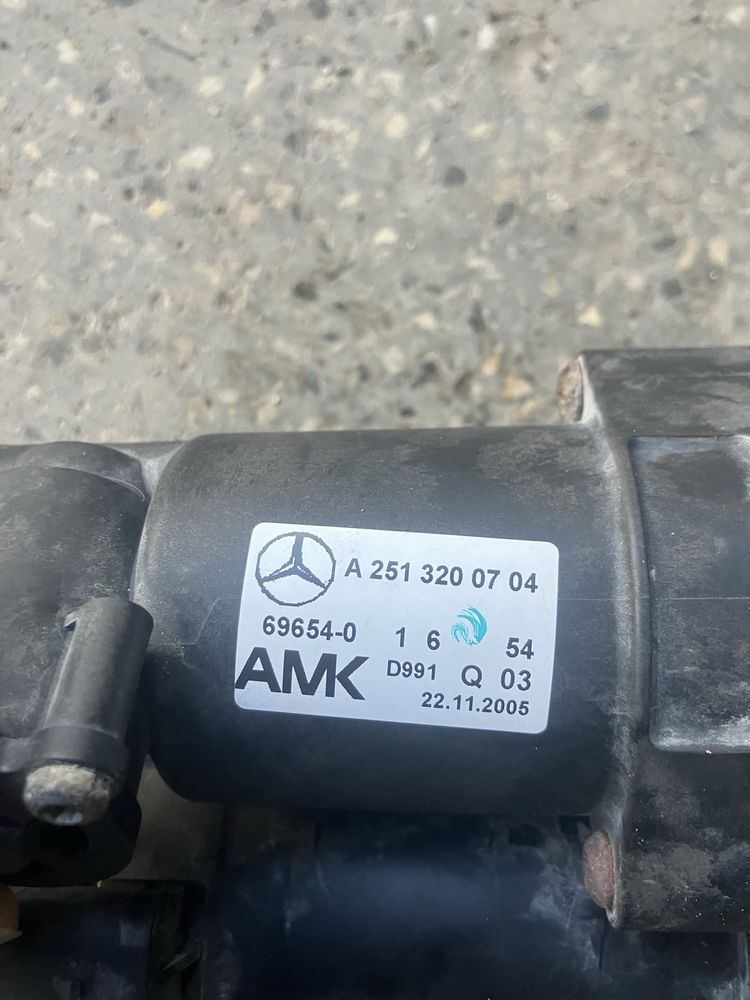 A 251 320 07 04
69654-0 1 6 54
AMK D991 Q 03
22.11.2005